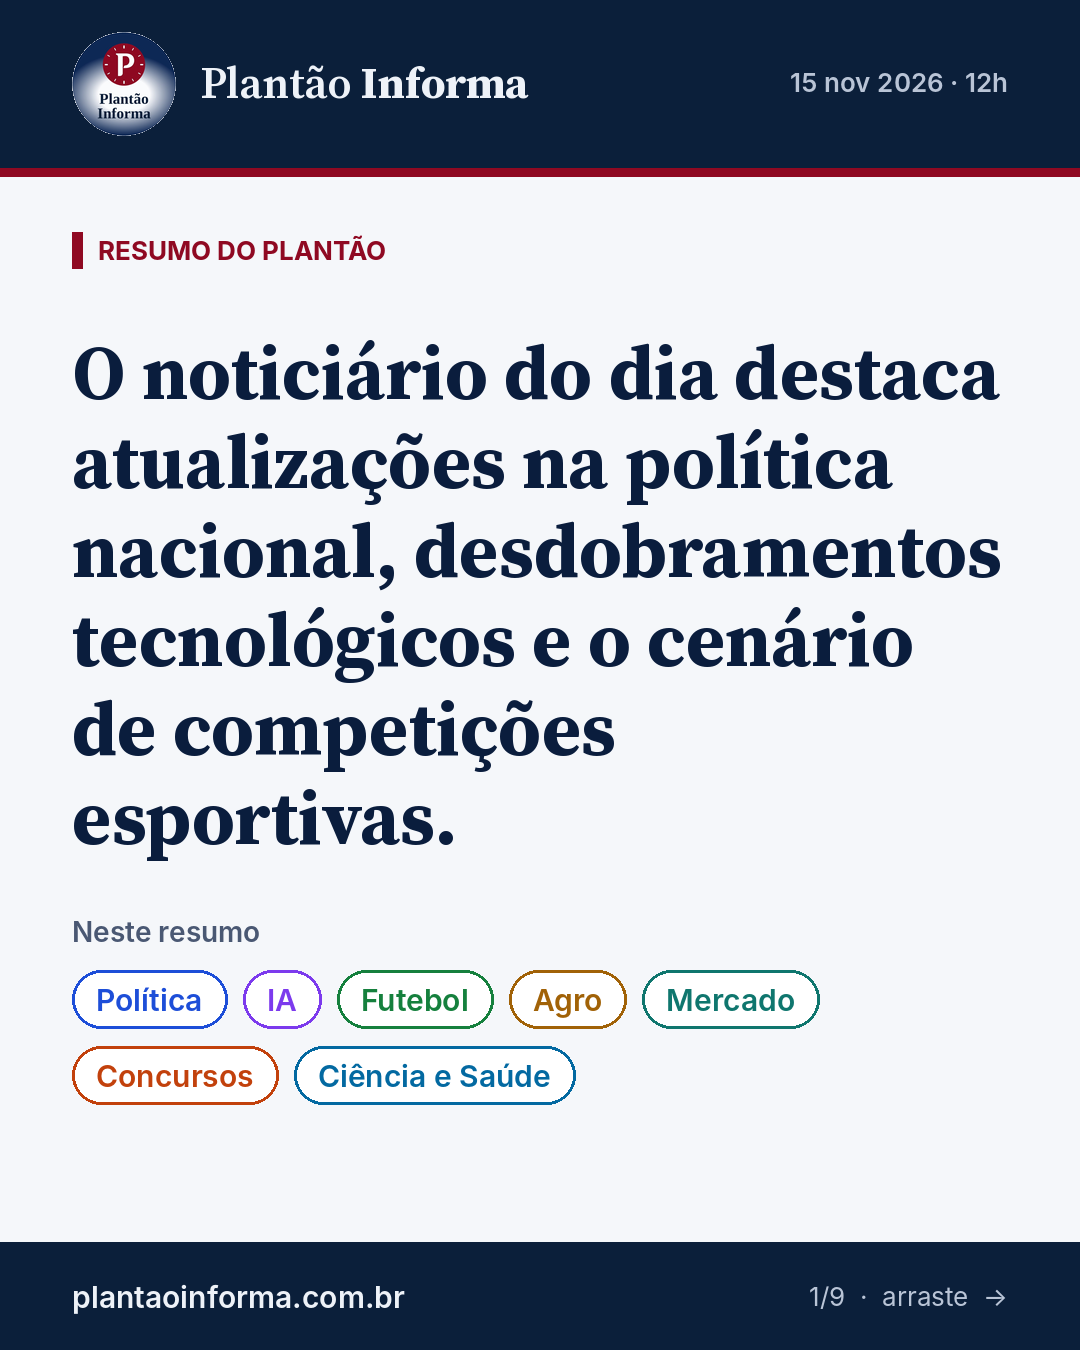 P
Plantão
Informa
Plantão Informa
15 nov 2026 · 12h
RESUMO DO PLANTÃO
O noticiário do dia destaca
atualizações na política
nacional, desdobramentos
tecnológicos e o cenário
de competições
esportivas.
Neste resumo
Política IA Futebol Agro Mercado
Concursos Ciência e Saúde
plantaoinforma.com.br
1/9 · arraste →